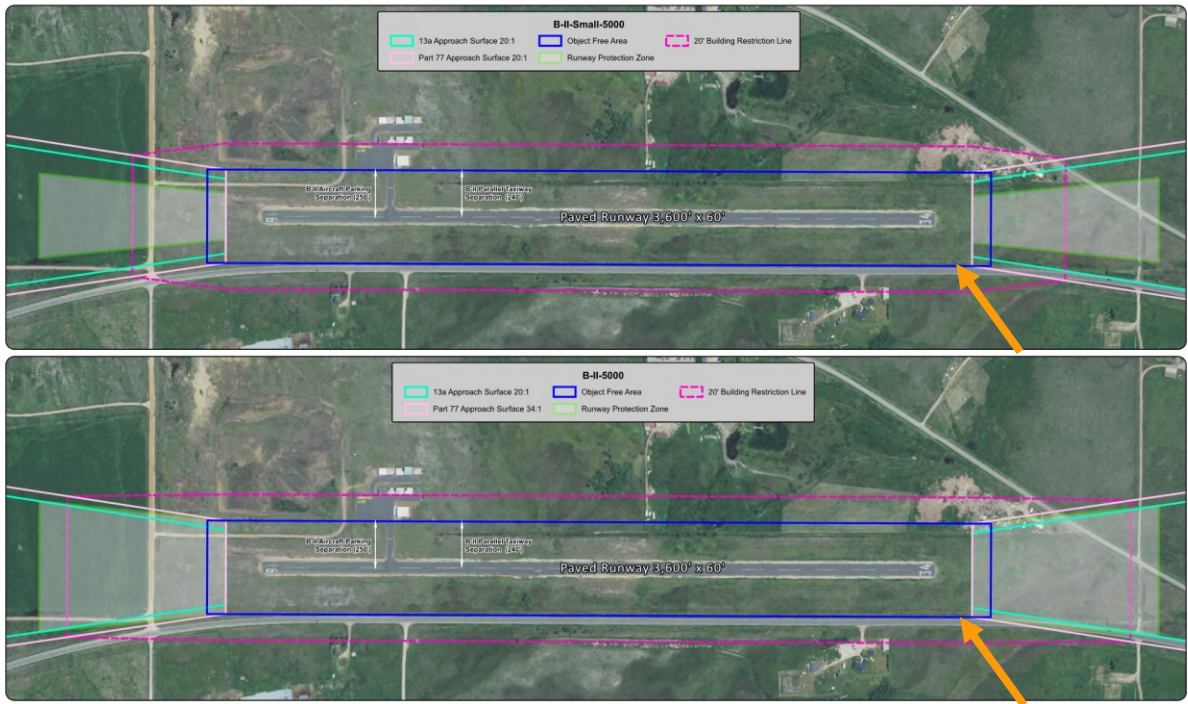 B-II-Small-5000
13a Approach Surface 20:1
Object Free Area
20' Building Restriction Line
Part 77 Approach Surface 20:1
Runway Protection Zone
B-II Aircraft Parking
Separation (250')
B-II Parallel Taxiway
Separation (240')
Paved Runway 3,600' x 60'
34
B-II-5000
13a Approach Surface 20:1
Object Free Area
20' Building Restriction Line
Part 77 Approach Surface 34:1
Runway Protection Zone
B-II Aircraft Parking
Separation (250')
B-II Parallel Taxiway
Separation (240')
Paved Runway 3,600' x 60'
34